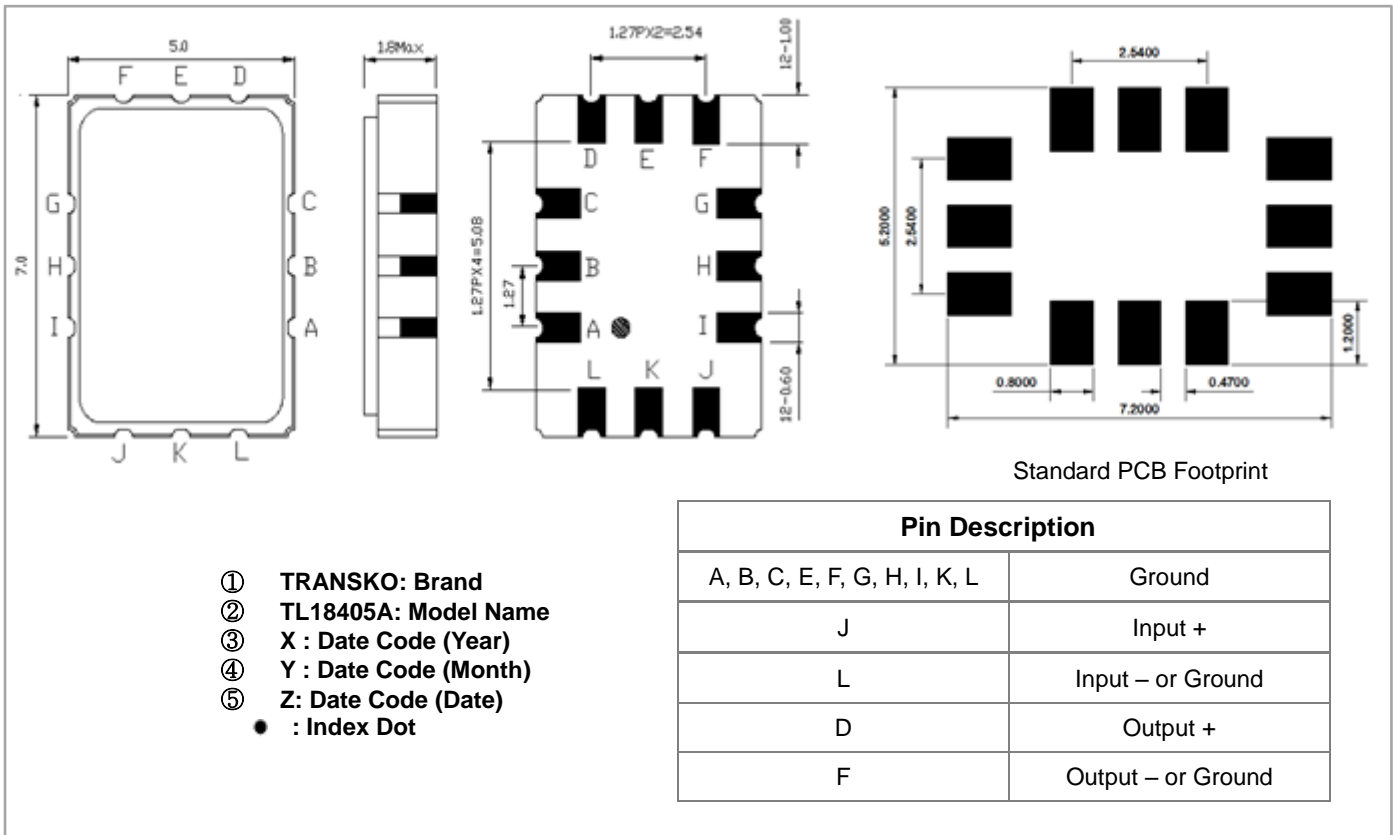 5.0
F E D
7.0
G
H
I
C
B
A
J K L
1.8Max
1.27PX2=2.54
12-1.00
D E F
C G
B H
A I
L K J
1.27PX4=5.08
1.27
12-0.60
2.5400
5.2000
2.5400
1.2000
0.8000
0.4700
7.2000
Standard PCB Footprint
① TRANSKO: Brand
② TL18405A: Model Name
③ X : Date Code (Year)
④ Y : Date Code (Month)
⑤ Z: Date Code (Date)
● : Index Dot
Pin Description
A, B, C, E, F, G, H, I, K, L Ground
J Input +
L Input – or Ground
D Output +
F Output – or Ground